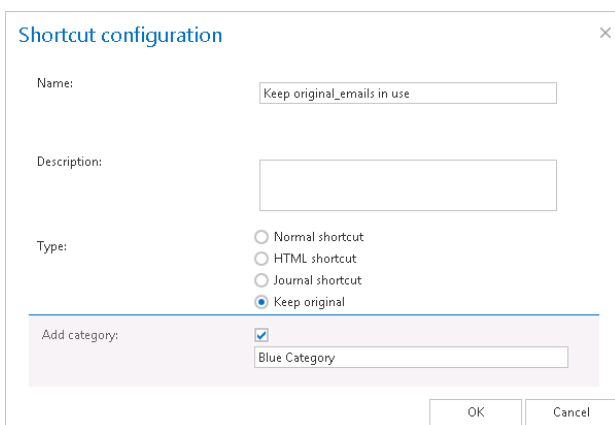 Shortcut configuration
Name:
Keep original_emails in use
Description:
Type:
Normal shortcut
HTML shortcut
Journal shortcut
Keep original
Add category:
Blue Category
OK
Cancel